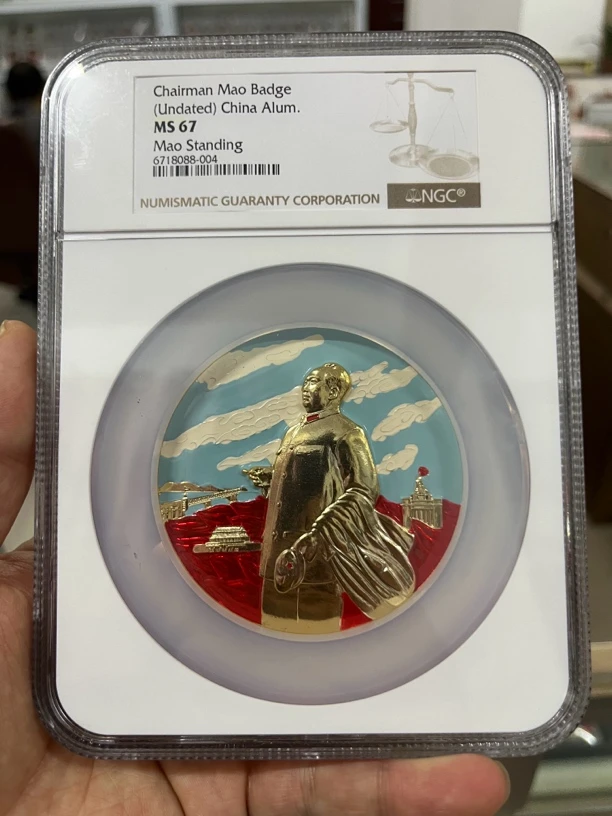 Chairman Mao Badge
(Undated) China Alum.
MS 67
Mao Standing
6718088-004
NUMISMATIC GUARANTY CORPORATION
NGC®